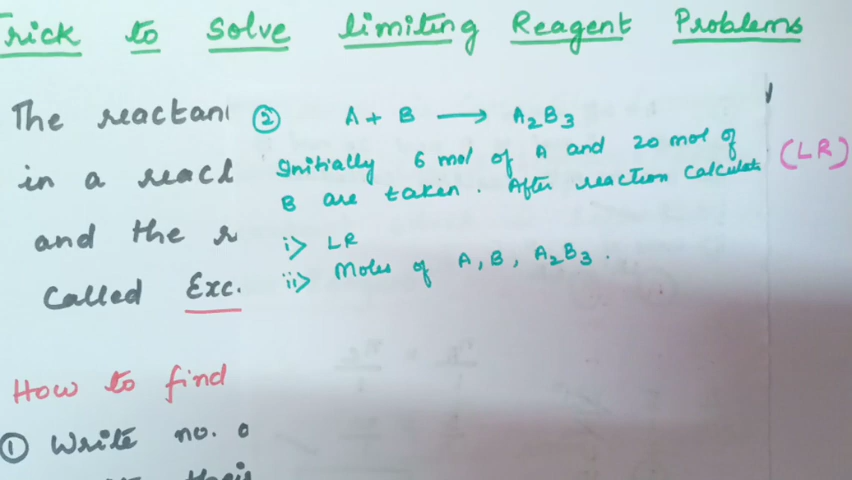 Trick to solve limiting Reagent Problems
The reactant
in a reac
and the r
Called Exc.
How to find
① Write no. o
their
② A + B ⟶ A₂B₃
Initially 6 mol of A and 20 mol of
B are taken. After reaction calculate
i> LR
ii> Moles of A, B, A₂B₃.
(LR)